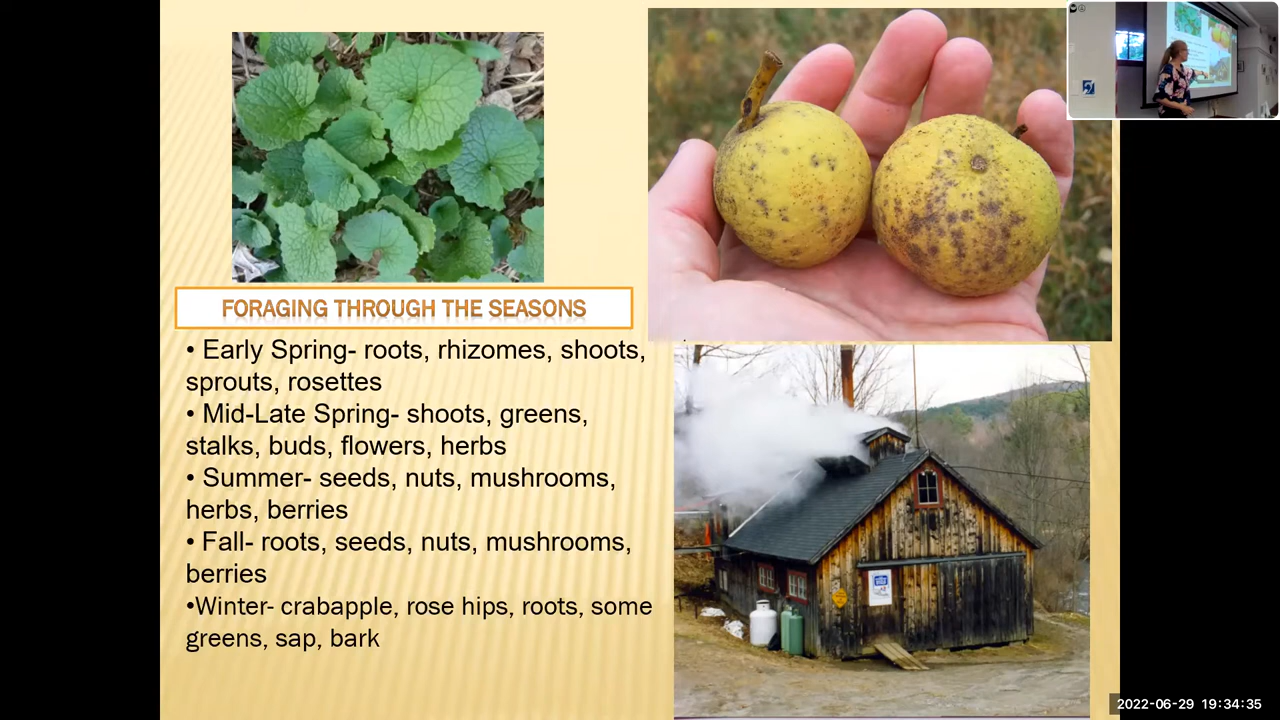 FORAGING THROUGH THE SEASONS
• Early Spring- roots, rhizomes, shoots,
sprouts, rosettes
• Mid-Late Spring- shoots, greens,
stalks, buds, flowers, herbs
• Summer- seeds, nuts, mushrooms,
herbs, berries
• Fall- roots, seeds, nuts, mushrooms,
berries
•Winter- crabapple, rose hips, roots, some
greens, sap, bark
2022-06-29 19:34:35